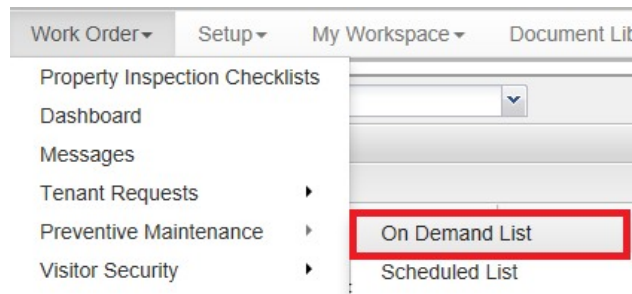 Work Order Setup My Workspace Document Lib
Property Inspection Checklists
Dashboard
Messages
Tenant Requests
Preventive Maintenance On Demand List
Visitor Security Scheduled List